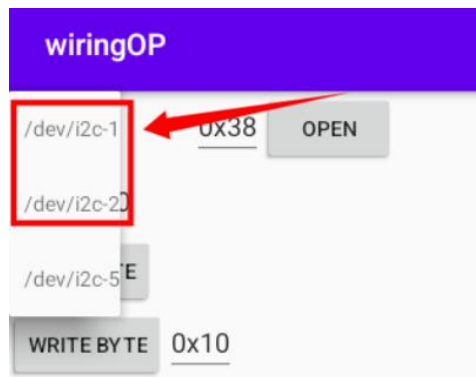 wiringOP
/dev/i2c-1
0x38 OPEN
/dev/i2c-2
/dev/i2c-5
WRITE BYTE 0x10